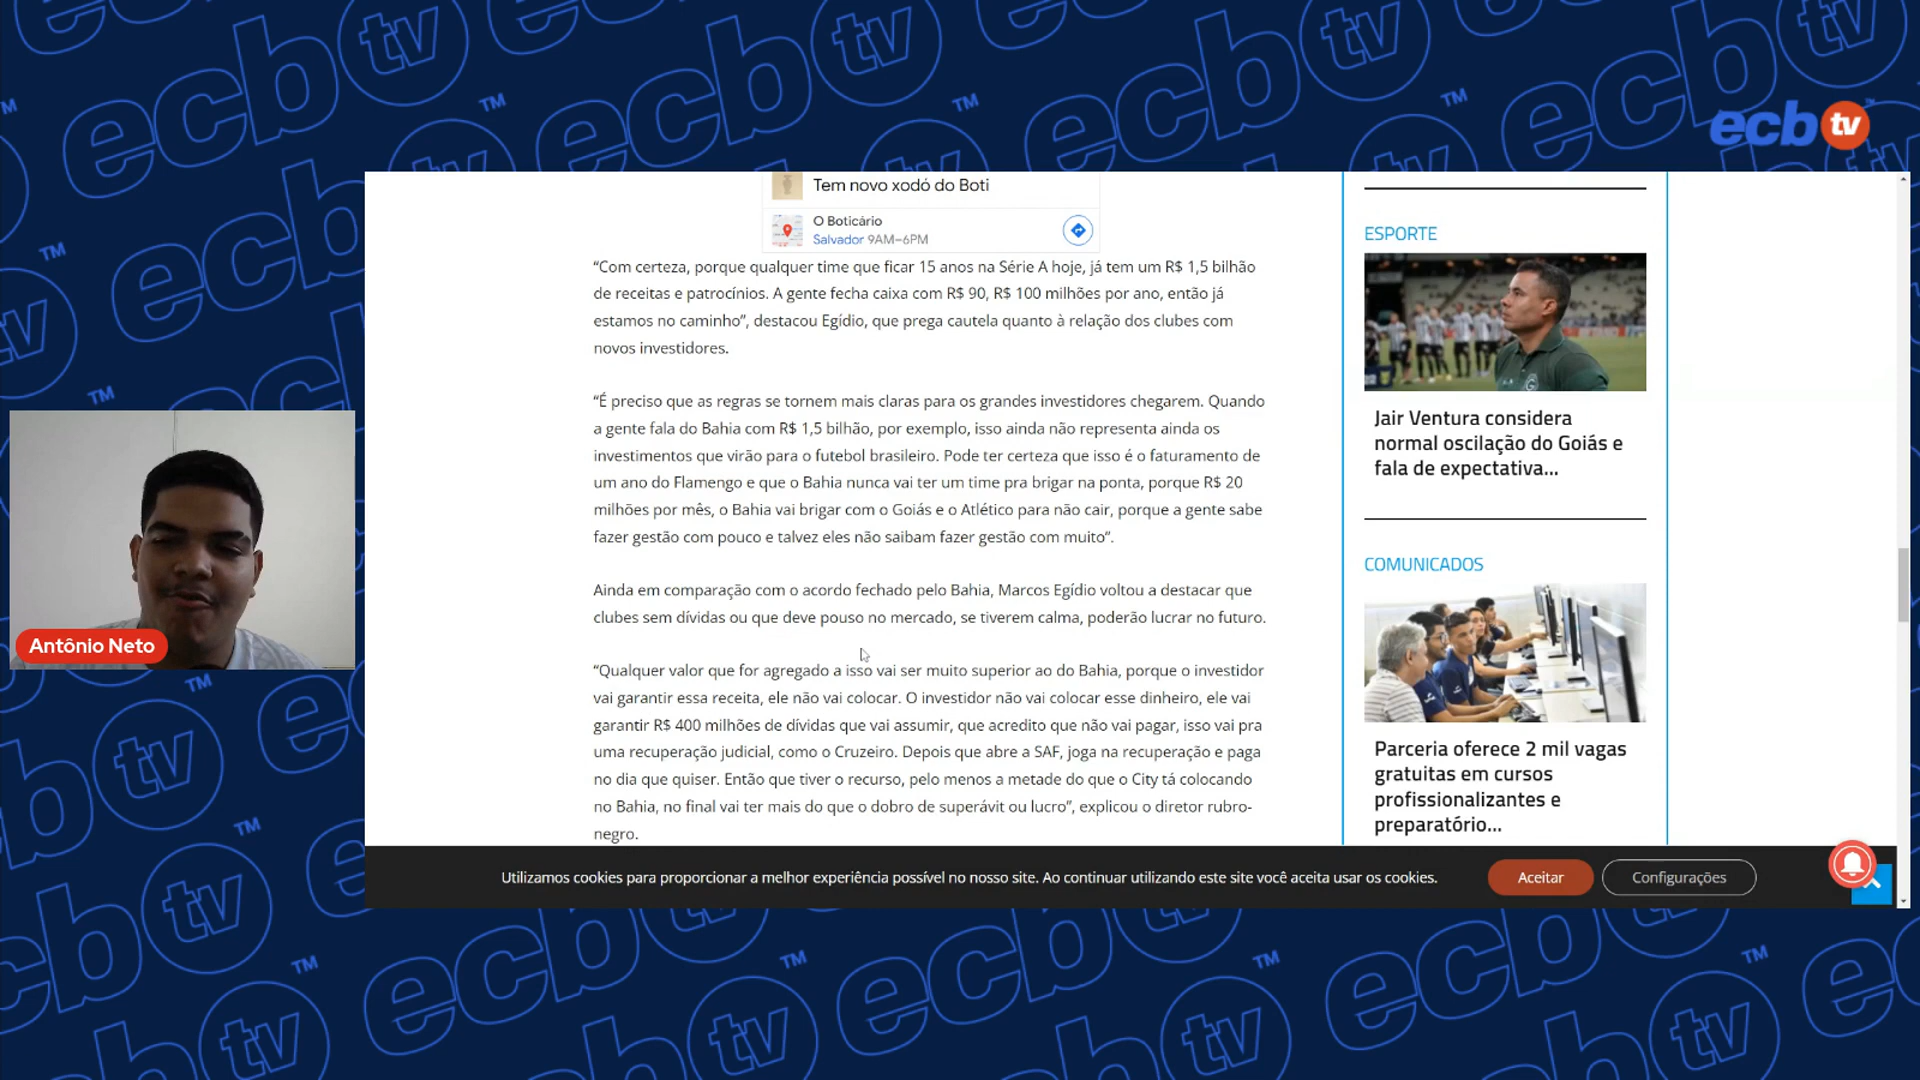 ecb tv
Tem novo xodó do Boti
O Boticário
Salvador 9AM–6PM
“Com certeza, porque qualquer time que ficar 15 anos na Série A hoje, já tem um R$ 1,5 bilhão
de receitas e patrocínios. A gente fecha caixa com R$ 90, R$ 100 milhões por ano, então já
estamos no caminho”, destacou Egídio, que prega cautela quanto à relação dos clubes com
novos investidores.
“É preciso que as regras se tornem mais claras para os grandes investidores chegarem. Quando
a gente fala do Bahia com R$ 1,5 bilhão, por exemplo, isso ainda não representa ainda os
investimentos que virão para o futebol brasileiro. Pode ter certeza que isso é o faturamento de
um ano do Flamengo e que o Bahia nunca vai ter um time pra brigar na ponta, porque R$ 20
milhões por mês, o Bahia vai brigar com o Goiás e o Atlético para não cair, porque a gente sabe
fazer gestão com pouco e talvez eles não saibam fazer gestão com muito”.
Ainda em comparação com o acordo fechado pelo Bahia, Marcos Egídio voltou a destacar que
clubes sem dívidas ou que deve pouso no mercado, se tiverem calma, poderão lucrar no futuro.
“Qualquer valor que for agregado a isso vai ser muito superior ao do Bahia, porque o investidor
vai garantir essa receita, ele não vai colocar. O investidor não vai colocar esse dinheiro, ele vai
garantir R$ 400 milhões de dívidas que vai assumir, que acredito que não vai pagar, isso vai pra
uma recuperação judicial, como o Cruzeiro. Depois que abre a SAF, joga na recuperação e paga
no dia que quiser. Então que tiver o recurso, pelo menos a metade do que o City tá colocando
no Bahia, no final vai ter mais do que o dobro de superávit ou lucro”, explicou o diretor rubro-
negro.
ESPORTE
Jair Ventura considera
normal oscilação do Goiás e
fala de expectativa...
COMUNICADOS
Parceria oferece 2 mil vagas
gratuitas em cursos
profissionalizantes e
preparatório...
Antônio Neto
Utilizamos cookies para proporcionar a melhor experiência possível no nosso site. Ao continuar utilizando este site você aceita usar os cookies.
Aceitar
Configurações